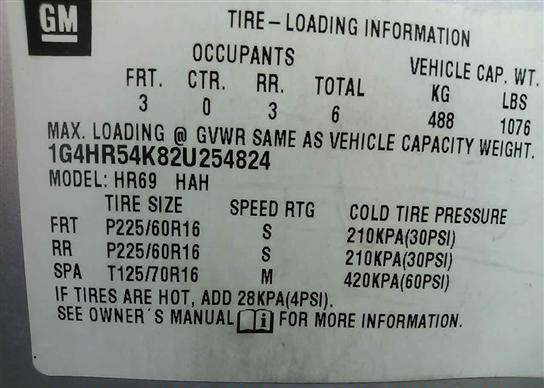 GM
TIRE-LOADING INFORMATION
OCCUPANTS VEHICLE CAP. WT.
FRT. CTR. RR. TOTAL KG LBS
3 0 3 6 488 1076
MAX. LOADING @ GVWR SAME AS VEHICLE CAPACITY WEIGHT.
1G4HR54K82U254824
MODEL: HR69 HAH
TIRE SIZE SPEED RTG COLD TIRE PRESSURE
FRT P225/60R16 S 210KPA(30PSI)
RR P225/60R16 S 210KPA(30PSI)
SPA T125/70R16 M 420KPA(60PSI)
IF TIRES ARE HOT, ADD 28KPA(4PSI).
SEE OWNER'S MANUAL i FOR MORE INFORMATION.